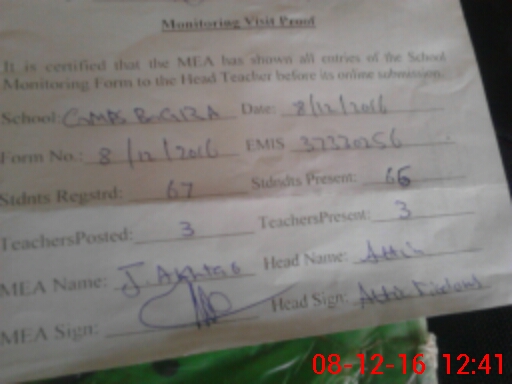 Monitoring Visit Proof
It is certified that the MEA has shown all entries of the School
Monitoring Form to the Head Teacher before its online submission.
School: Date: 8/12/2016
Form No.: 8/12/2016 EMIS 37320256
Stdnts Regstrd: 67 Stdndts Present: 66
TeachersPosted: 3 TeachersPresent: 3
MEA Name: J. Akhtar Head Name:
MEA Sign: Head Sign:
08-12-16 12:41